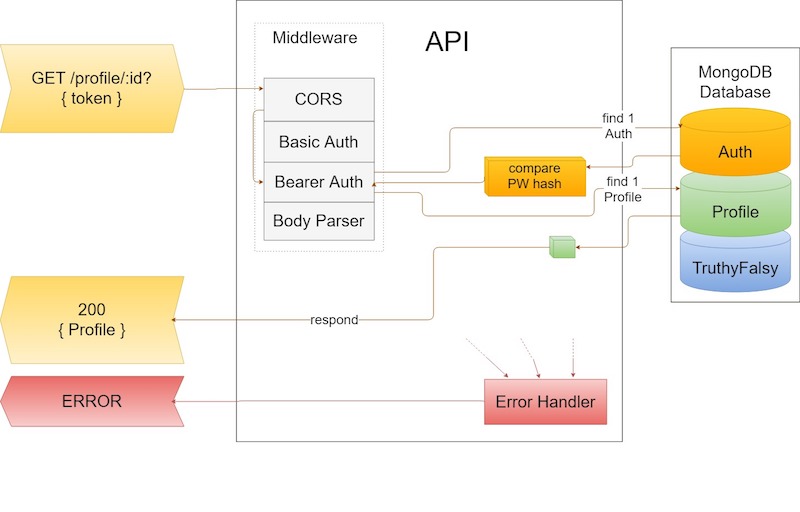 Middleware
API
GET /profile/:id?
{ token }
CORS
Basic Auth
Bearer Auth
Body Parser
find 1
Auth
compare
PW hash
find 1
Profile
MongoDB
Database
Auth
Profile
TruthyFalsy
200
{ Profile }
respond
ERROR
Error Handler